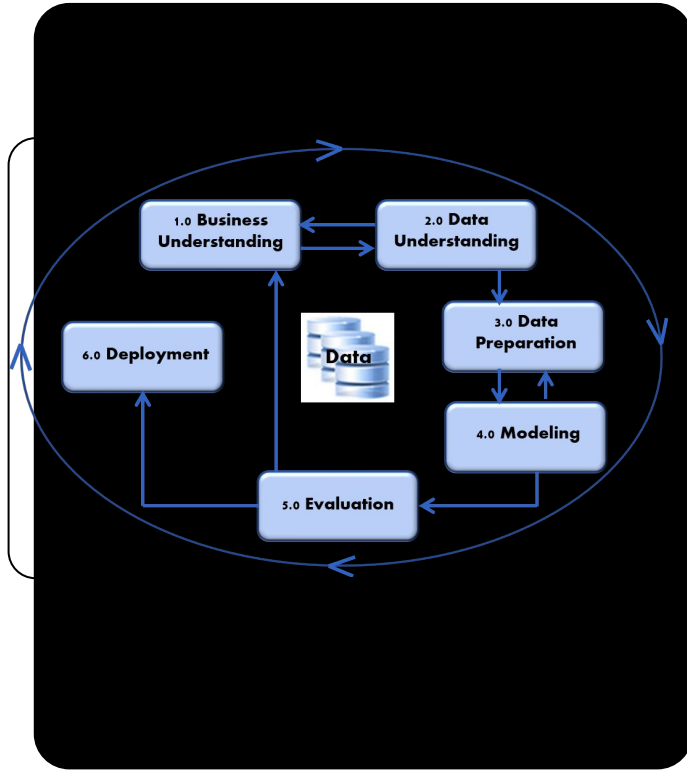 1.0 Business
Understanding
2.0 Data
Understanding
3.0 Data
Preparation
6.0 Deployment
Data
4.0 Modeling
5.0 Evaluation